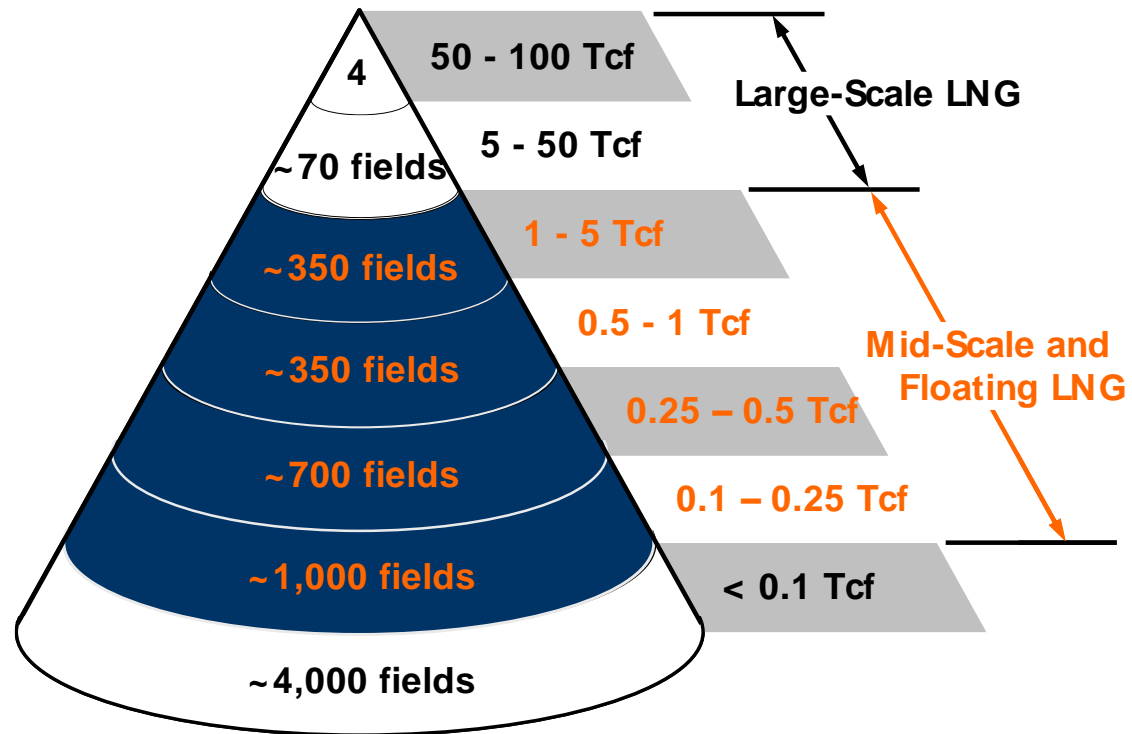 4
50 - 100 Tcf
Large-Scale LNG
~70 fields
5 - 50 Tcf
~350 fields
1 - 5 Tcf
~350 fields
0.5 - 1 Tcf
Mid-Scale and
Floating LNG
~700 fields
0.25 – 0.5 Tcf
~1,000 fields
0.1 – 0.25 Tcf
~4,000 fields
< 0.1 Tcf